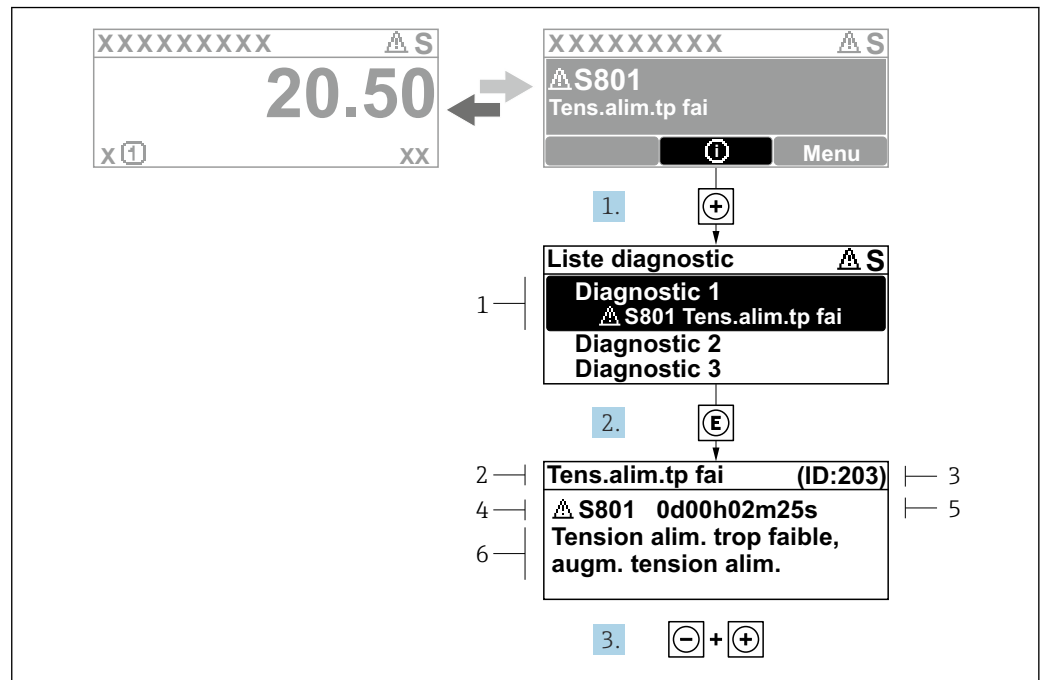 XXXXXXXXX ⚠ S
20.50
x ① xx
XXXXXXXXX ⚠ S
⚠ S801
Tens.alim.tp fai
ⓘ Menu
1. +
Liste diagnostic ⚠ S
1
Diagnostic 1
⚠ S801 Tens.alim.tp fai
Diagnostic 2
Diagnostic 3
2. E
2 Tens.alim.tp fai (ID:203) 3
4 ⚠ S801 0d00h02m25s 5
6
Tension alim. trop faible,
augm. tension alim.
3. - + +